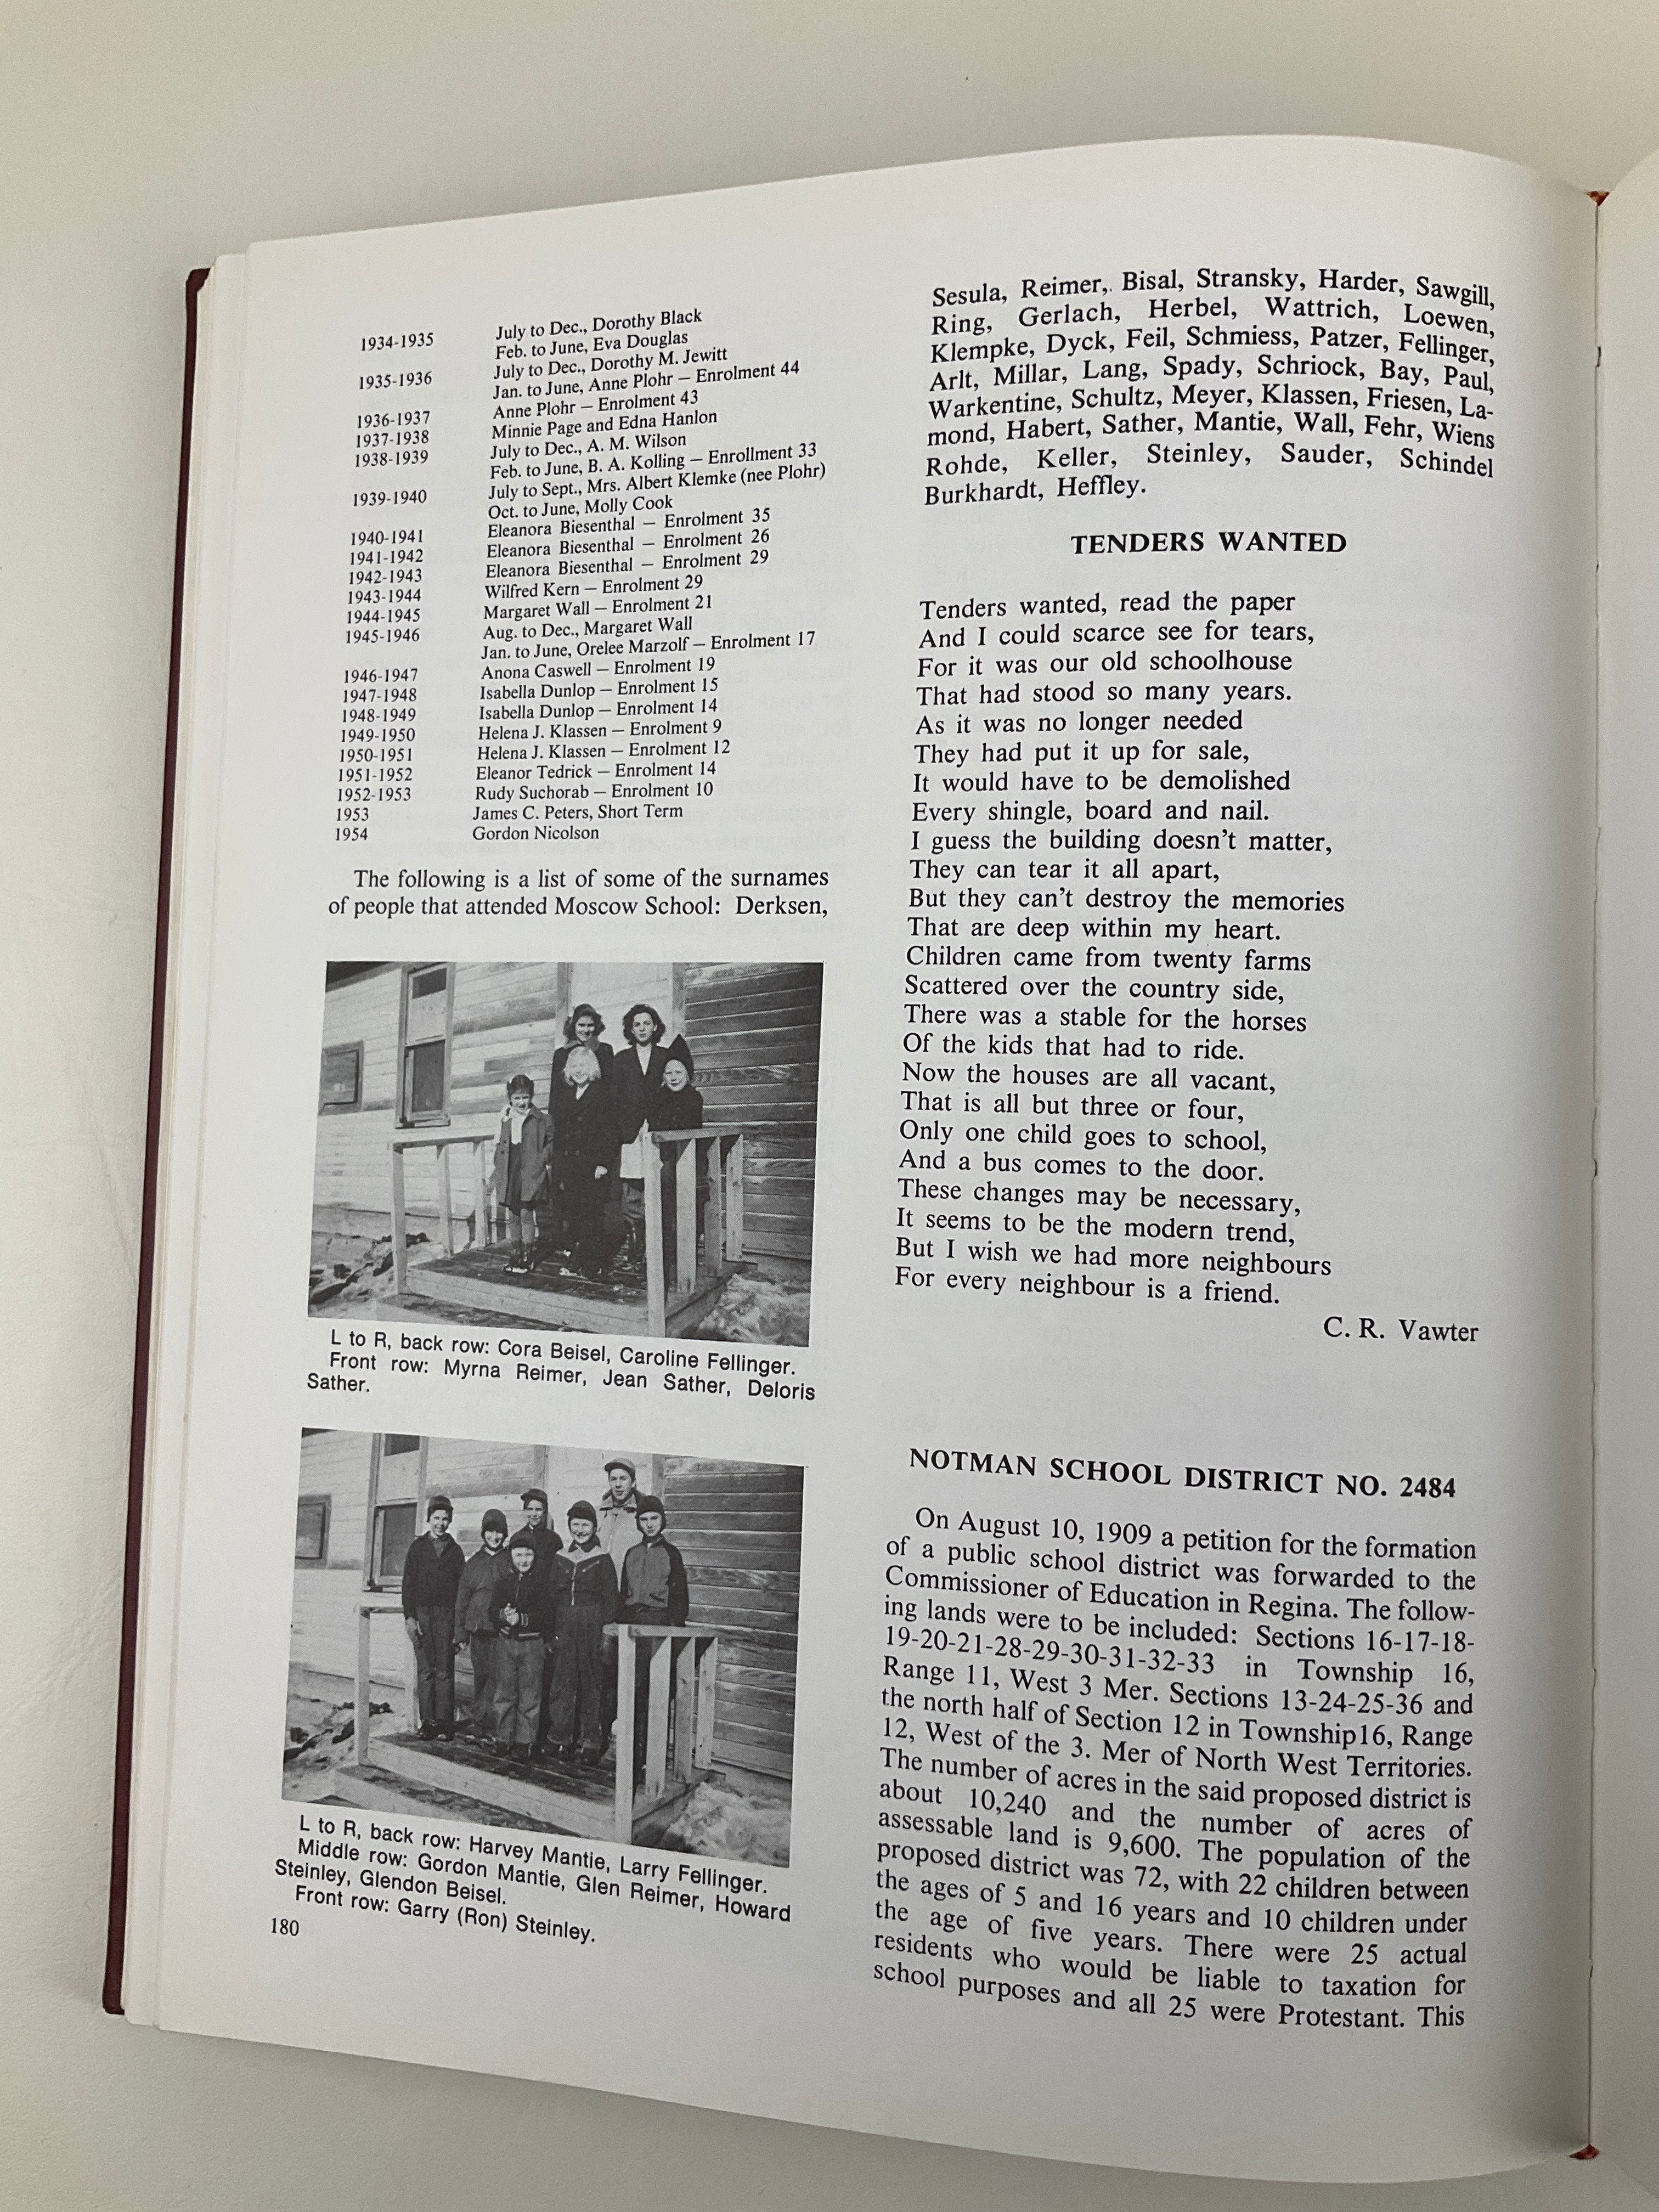 1934-1935 July to Dec., Dorothy Black
Feb. to June, Eva Douglas
1935-1936 July to Dec., Dorothy M. Jewitt
Jan. to June, Anne Plohr — Enrolment 44
1936-1937 Anne Plohr — Enrolment 43
1937-1938 Minnie Page and Edna Hanlon
1938-1939 July to Dec., A. M. Wilson
Feb. to June, B. A. Kolling — Enrollment 33
1939-1940 July to Sept., Mrs. Albert Klemke (nee Plohr)
Oct. to June, Molly Cook
1940-1941 Eleanora Biesenthal — Enrolment 35
1941-1942 Eleanora Biesenthal — Enrolment 26
1942-1943 Eleanora Biesenthal — Enrolment 29
1943-1944 Wilfred Kern — Enrolment 29
1944-1945 Margaret Wall — Enrolment 21
1945-1946 Aug. to Dec., Margaret Wall
Jan. to June, Orelee Marzolf — Enrolment 17
1946-1947 Anona Caswell — Enrolment 19
1947-1948 Isabella Dunlop — Enrolment 15
1948-1949 Isabella Dunlop — Enrolment 14
1949-1950 Helena J. Klassen — Enrolment 9
1950-1951 Helena J. Klassen — Enrolment 12
1951-1952 Eleanor Tedrick — Enrolment 14
1952-1953 Rudy Suchorab — Enrolment 10
1953 James C. Peters, Short Term
1954 Gordon Nicolson
The following is a list of some of the surnames
of people that attended Moscow School: Derksen,
L to R, back row: Cora Beisel, Caroline Fellinger.
Front row: Myrna Reimer, Jean Sather, Deloris
Sather.
L to R, back row: Harvey Mantie, Larry Fellinger.
Middle row: Gordon Mantie, Glen Reimer, Howard
Steinley, Glendon Beisel.
Front row: Garry (Ron) Steinley.
180
Sesula, Reimer,. Bisal, Stransky, Harder, Sawgill,
Ring, Gerlach, Herbel, Wattrich, Loewen,
Klempke, Dyck, Feil, Schmiess, Patzer, Fellinger,
Arlt, Millar, Lang, Spady, Schriock, Bay, Paul,
Warkentine, Schultz, Meyer, Klassen, Friesen, La-
mond, Habert, Sather, Mantie, Wall, Fehr, Wiens
Rohde, Keller, Steinley, Sauder, Schindel
Burkhardt, Heffley.
TENDERS WANTED
Tenders wanted, read the paper
And I could scarce see for tears,
For it was our old schoolhouse
That had stood so many years.
As it was no longer needed
They had put it up for sale,
It would have to be demolished
Every shingle, board and nail.
I guess the building doesn't matter,
They can tear it all apart,
But they can't destroy the memories
That are deep within my heart.
Children came from twenty farms
Scattered over the country side,
There was a stable for the horses
Of the kids that had to ride.
Now the houses are all vacant,
That is all but three or four,
Only one child goes to school,
And a bus comes to the door.
These changes may be necessary,
It seems to be the modern trend,
But I wish we had more neighbours
For every neighbour is a friend.
C. R. Vawter
NOTMAN SCHOOL DISTRICT NO. 2484
On August 10, 1909 a petition for the formation
of a public school district was forwarded to the
Commissioner of Education in Regina. The follow-
ing lands were to be included: Sections 16-17-18-
19-20-21-28-29-30-31-32-33 in Township 16,
Range 11, West 3 Mer. Sections 13-24-25-36 and
the north half of Section 12 in Township16, Range
12, West of the 3. Mer of North West Territories.
The number of acres in the said proposed district is
about 10,240 and the number of acres of
assessable land is 9,600. The population of the
proposed district was 72, with 22 children between
the ages of 5 and 16 years and 10 children under
the age of five years. There were 25 actual
residents who would be liable to taxation for
school purposes and all 25 were Protestant. This